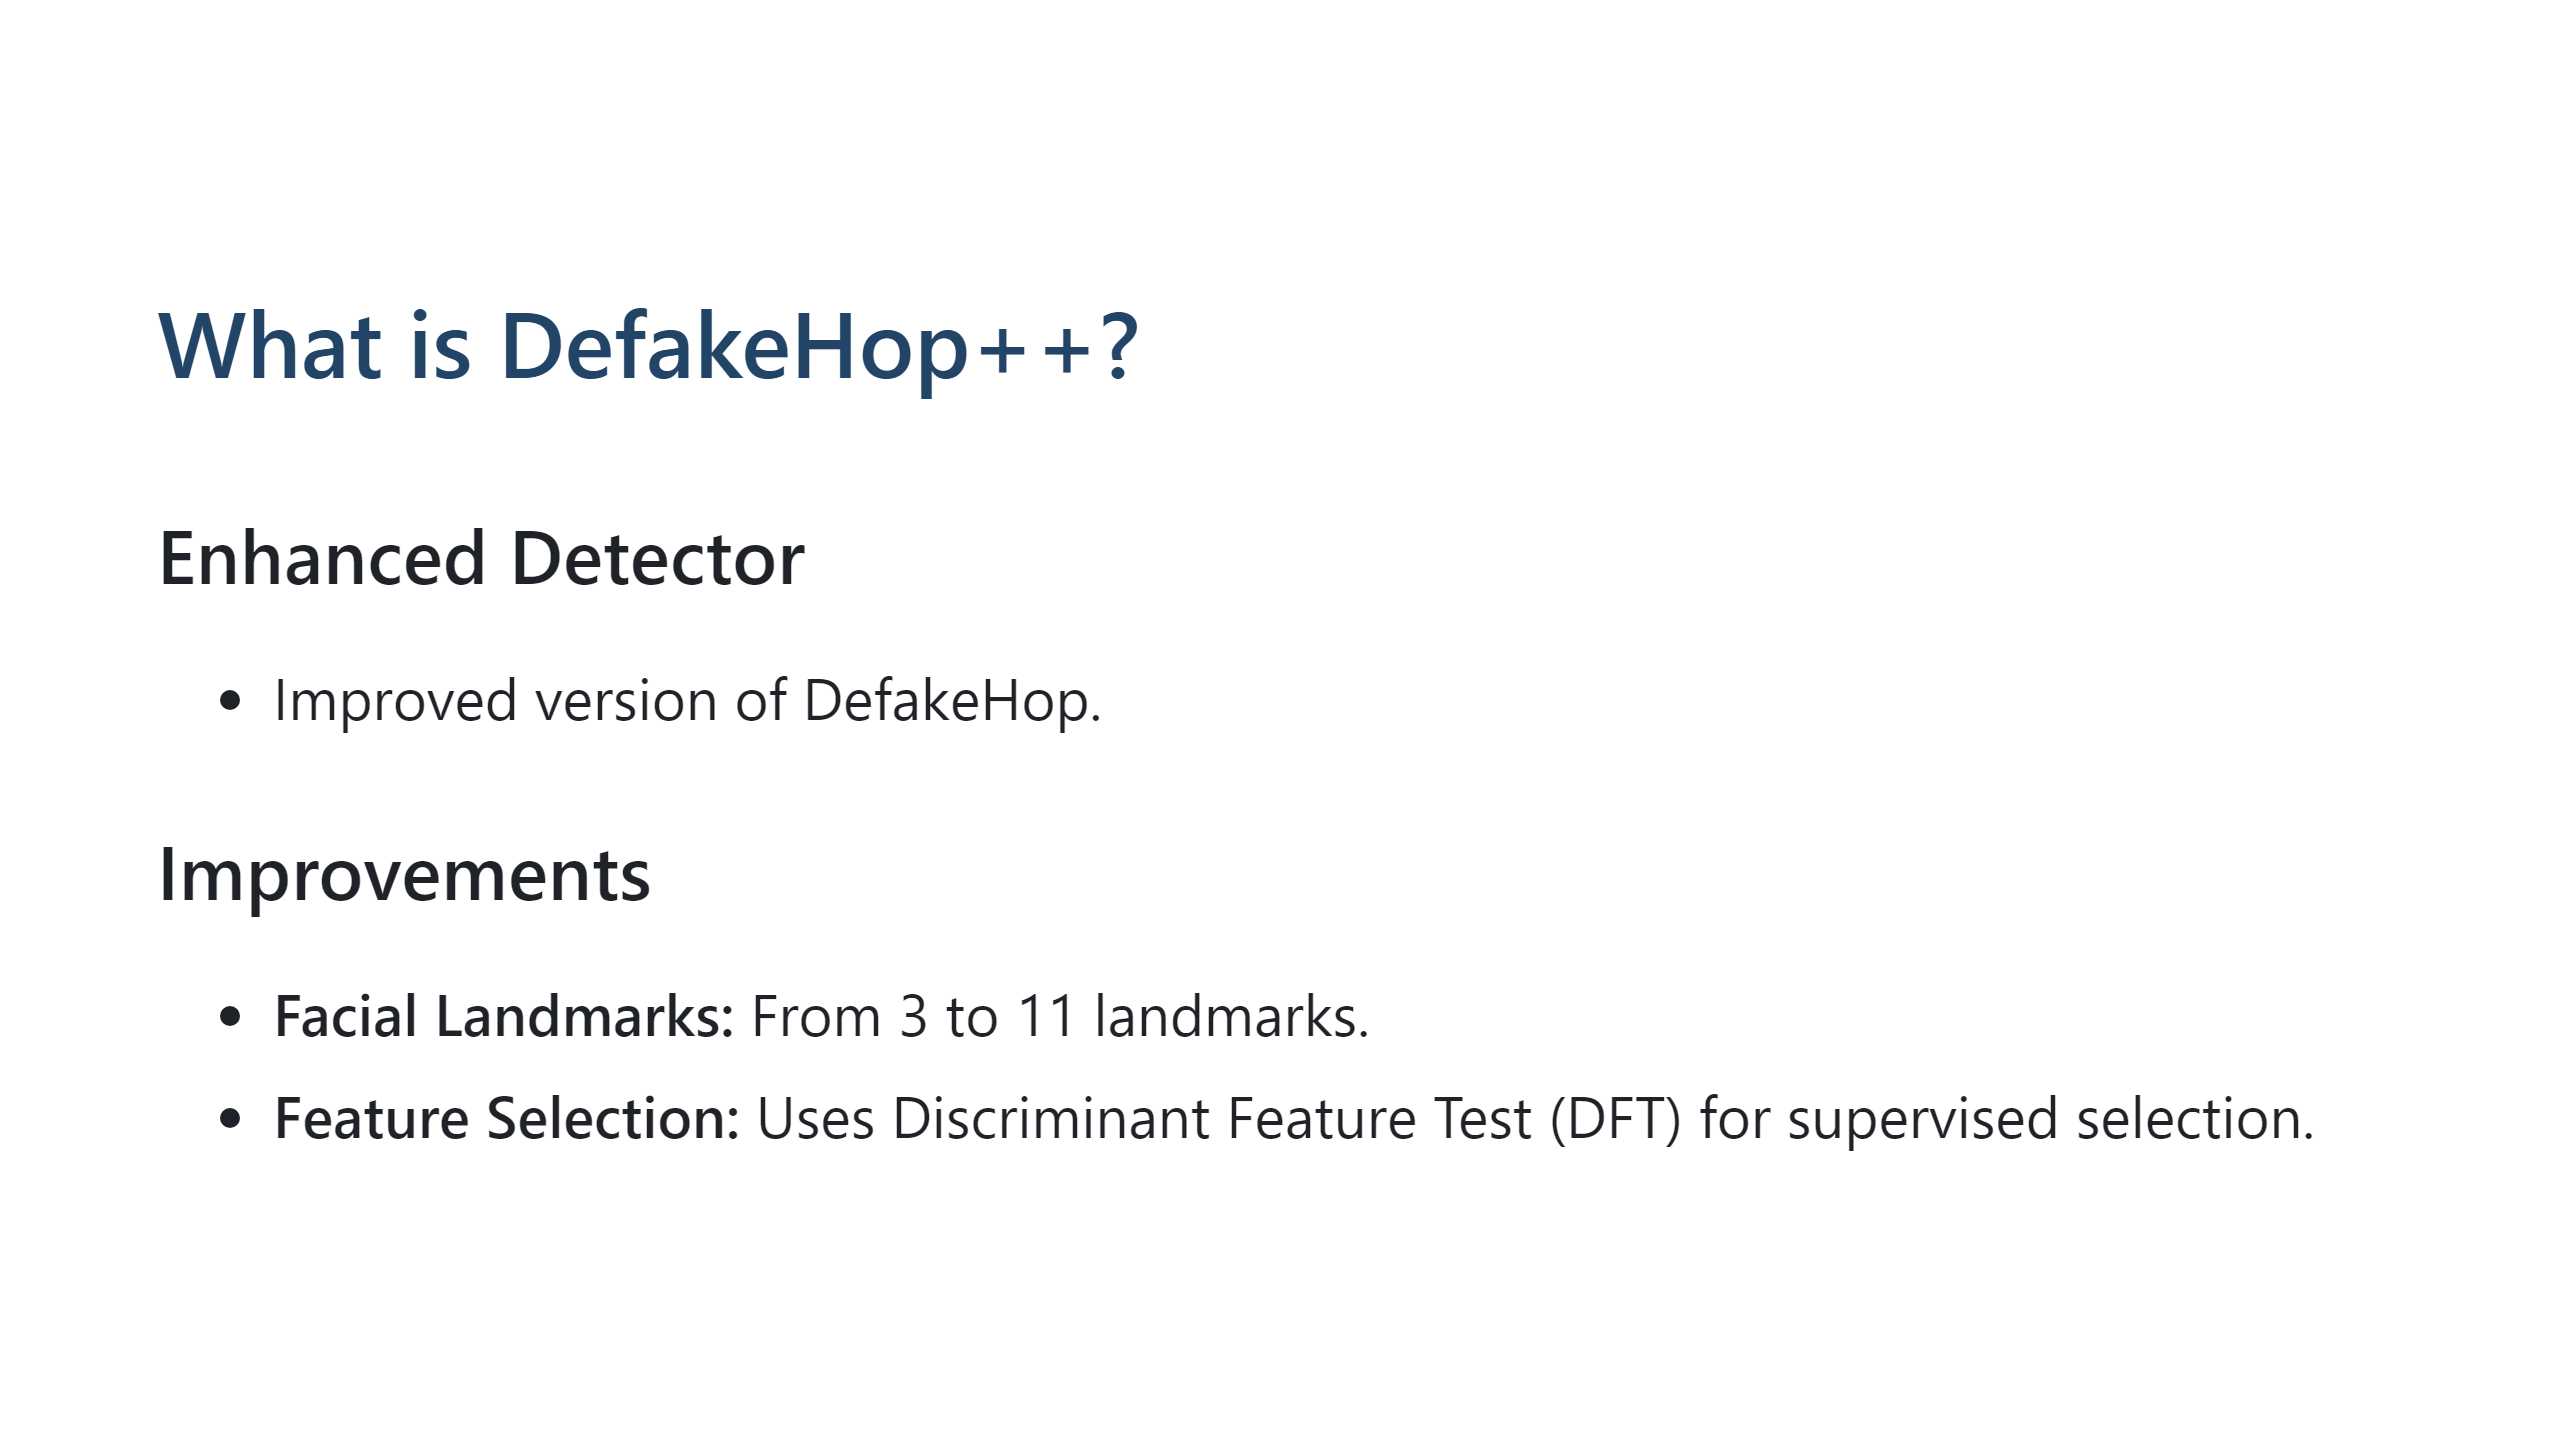 What is DefakeHop++?
Enhanced Detector
• Improved version of DefakeHop.
Improvements
• Facial Landmarks: From 3 to 11 landmarks.
• Feature Selection: Uses Discriminant Feature Test (DFT) for supervised selection.